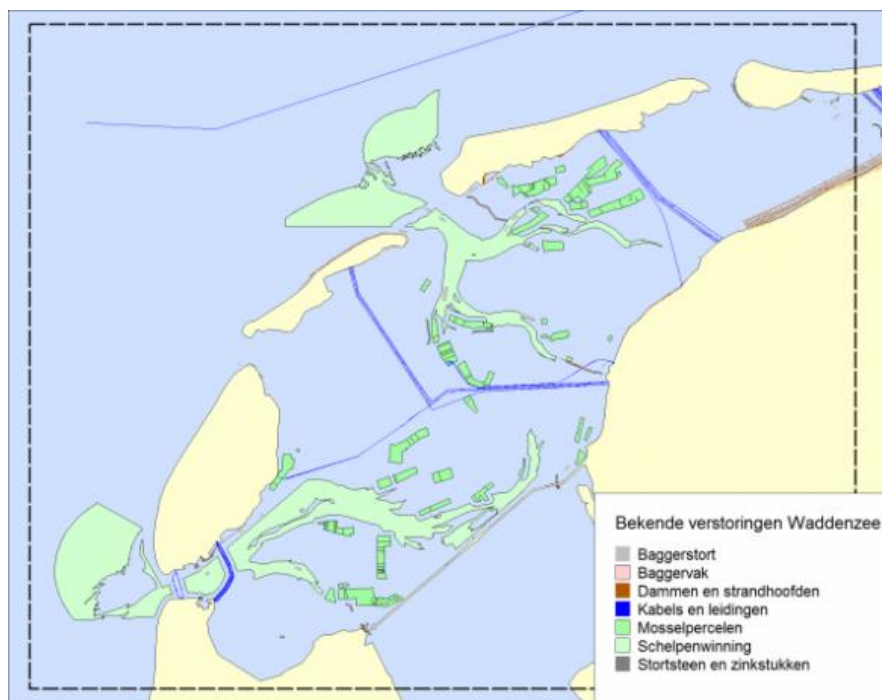 Bekende verstoringen Waddenzee
Baggerstort
Baggervak
Dammen en strandhoofden
Kabels en leidingen
Mosselpercelen
Schelpenwinning
Stortsteen en zinkstukken